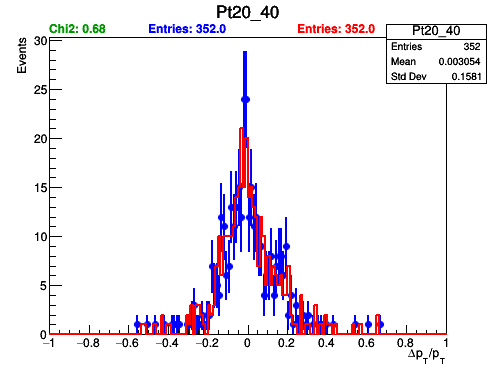 Pt20_40
Chi2: 0.68 Entries: 352.0 Entries: 352.0
Pt20_40
Entries 352
Mean 0.003054
Std Dev 0.1581
Events
30
25
20
15
10
5
0
−1 −0.8 −0.6 −0.4 −0.2 0 0.2 0.4 0.6 0.8 1
Δp_T/p_T